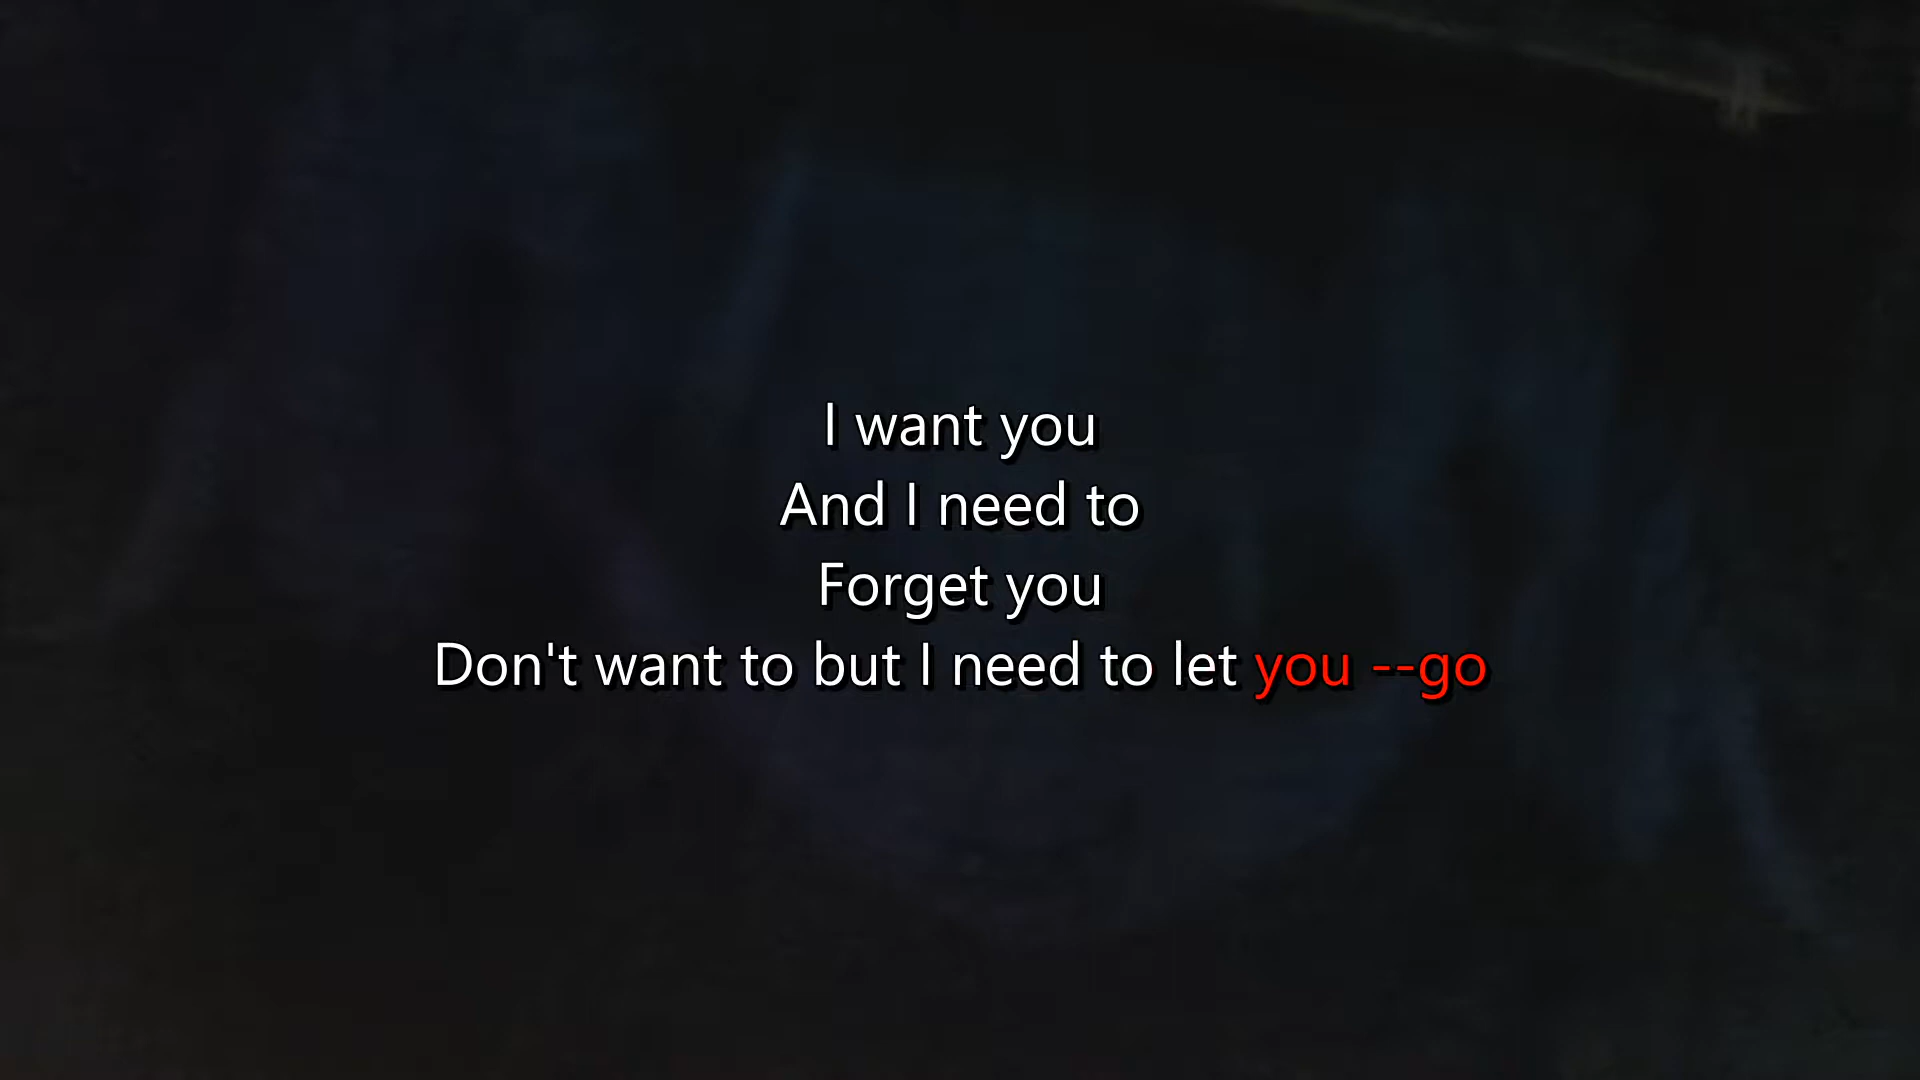 I want you
And I need to
Forget you
Don't want to but I need to let you --go